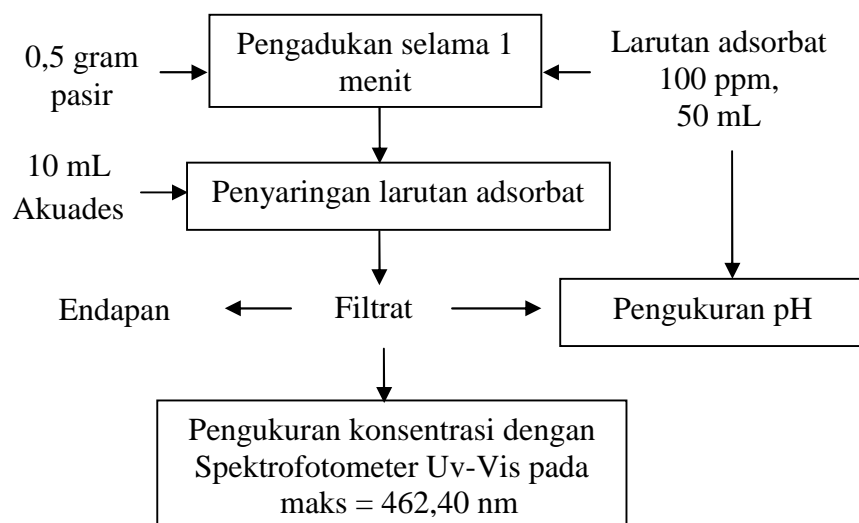 0,5 gram
pasir
Pengadukan selama 1
menit
Larutan adsorbat
100 ppm,
50 mL
10 mL
Akuades
Penyaringan larutan adsorbat
Endapan
Filtrat
Pengukuran pH
Pengukuran konsentrasi dengan
Spektrofotometer Uv-Vis pada
maks = 462,40 nm